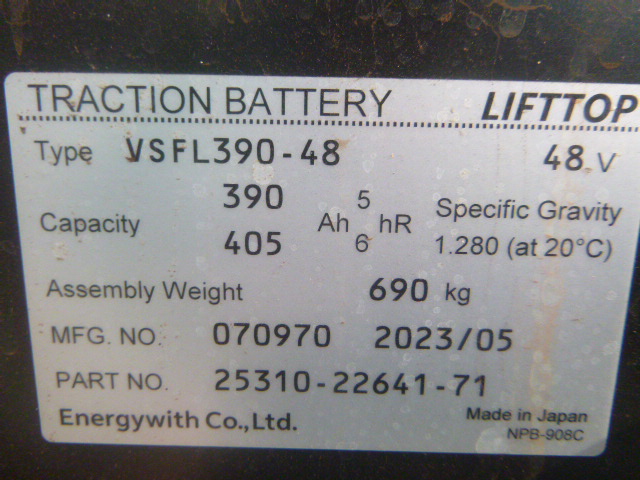 TRACTION BATTERY LIFTTOP
Type VSFL390-48 48 V
Capacity 390 Ah 5 hR Specific Gravity
405 6 1.280 (at 20°C)
Assembly Weight 690 kg
MFG. NO. 070970 2023/05
PART NO. 25310-22641-71
Energywith Co.,Ltd. Made in Japan
NPB-908C